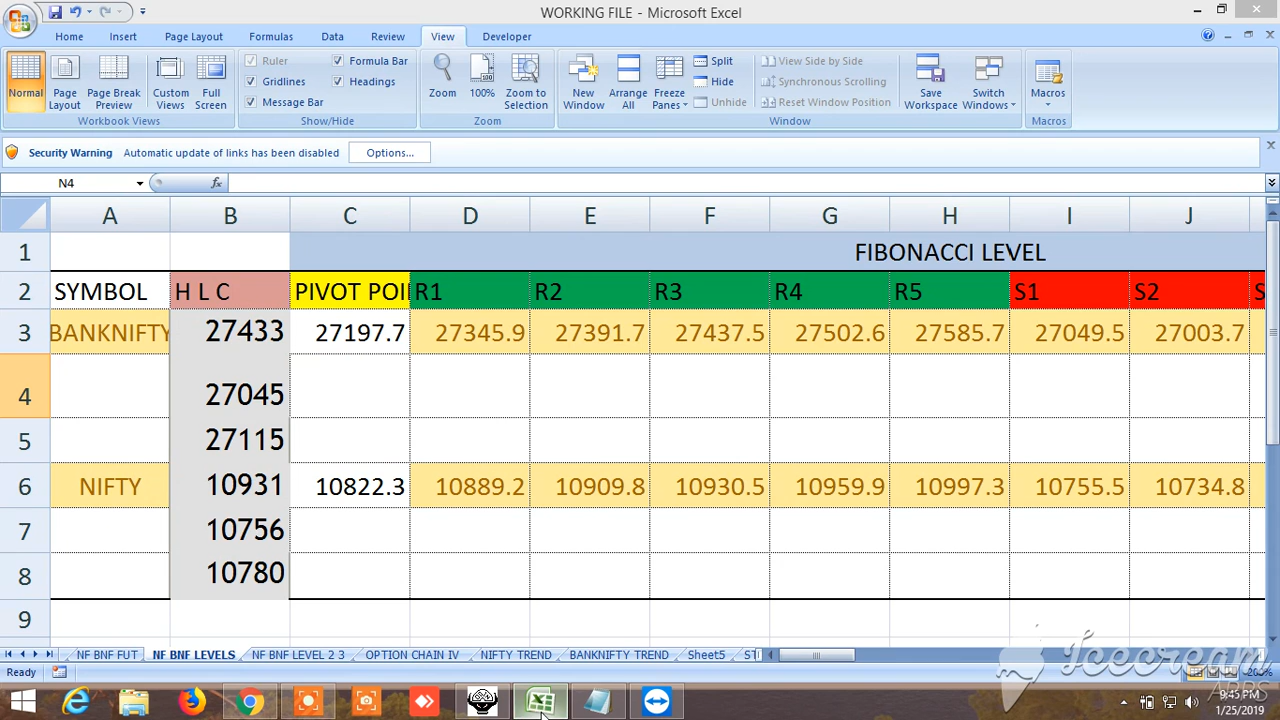 WORKING FILE - Microsoft Excel
Home Insert Page Layout Formulas Data Review View Developer
Ruler
Gridlines
Message Bar
Formula Bar
Headings
Normal
Page Layout
Page Break Preview
Custom Views
Full Screen
Zoom
100%
Zoom to Selection
New Window
Arrange All
Freeze Panes
Split
Hide
Unhide
View Side by Side
Synchronous Scrolling
Reset Window Position
Save Workspace
Switch Windows
Macros
Workbook Views Show/Hide Zoom Window Macros
Security Warning Automatic update of links has been disabled Options...
N4 fx
A B C D E F G H I J
1 FIBONACCI LEVEL
2 SYMBOL H L C PIVOT POI R1 R2 R3 R4 R5 S1 S2 S
3 BANKNIFTY 27433 27197.7 27345.9 27391.7 27437.5 27502.6 27585.7 27049.5 27003.7
4 27045
5 27115
6 NIFTY 10931 10822.3 10889.2 10909.8 10930.5 10959.9 10997.3 10755.5 10734.8
7 10756
8 10780
9
NF BNF FUT NF BNF LEVELS NF BNF LEVEL 2 3 OPTION CHAIN IV NIFTY TREND BANKNIFTY TREND Sheet5 ST
Ready 200%
Icecream
APPS
9:45 PM
1/25/2019